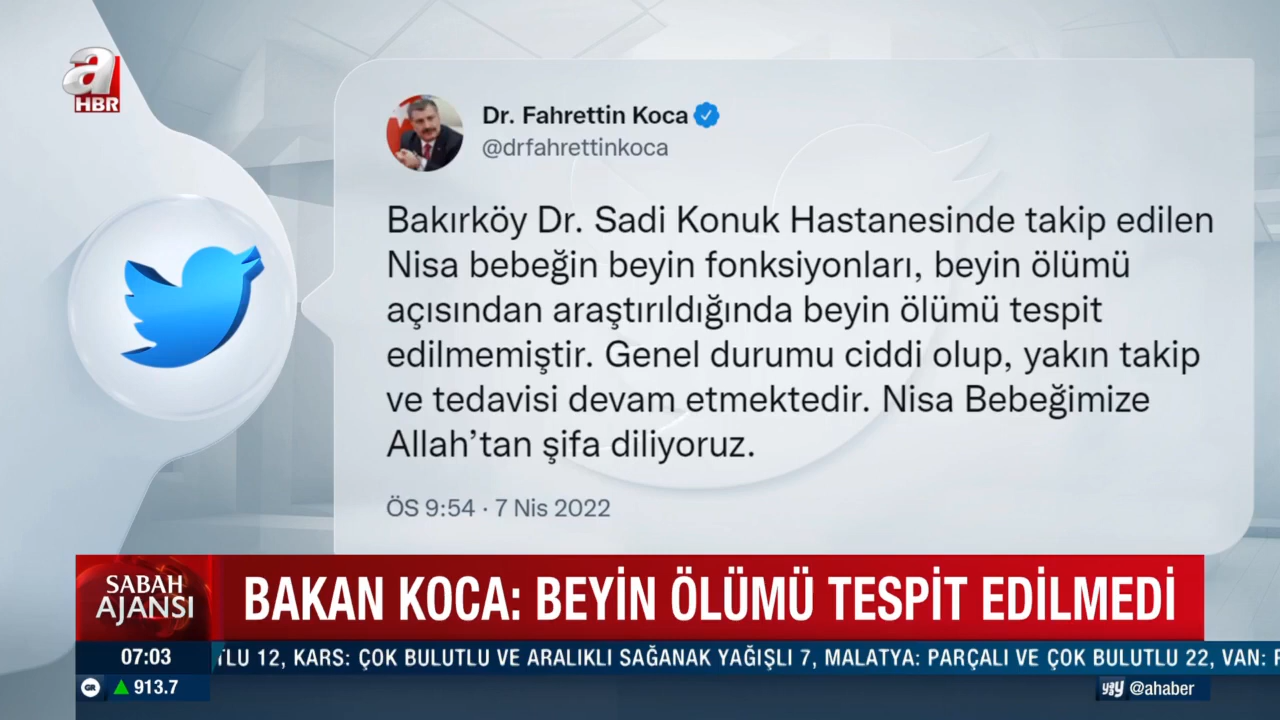 a
HBR
Dr. Fahrettin Koca
@drfahrettinkoca
Bakırköy Dr. Sadi Konuk Hastanesinde takip edilen
Nisa bebeğin beyin fonksiyonları, beyin ölümü
açısından araştırıldığında beyin ölümü tespit
edilmemiştir. Genel durumu ciddi olup, yakın takip
ve tedavisi devam etmektedir. Nisa Bebeğimize
Allah’tan şifa diliyoruz.
ÖS 9:54 · 7 Nis 2022
SABAH
AJANSI
BAKAN KOCA: BEYİN ÖLÜMÜ TESPİT EDİLMEDİ
07:03
TLU 12, KARS: ÇOK BULUTLU VE ARALIKLI SAĞANAK YAĞIŞLI 7, MALATYA: PARÇALI VE ÇOK BULUTLU 22, VAN:
GR ▲ 913.7
@ahaber